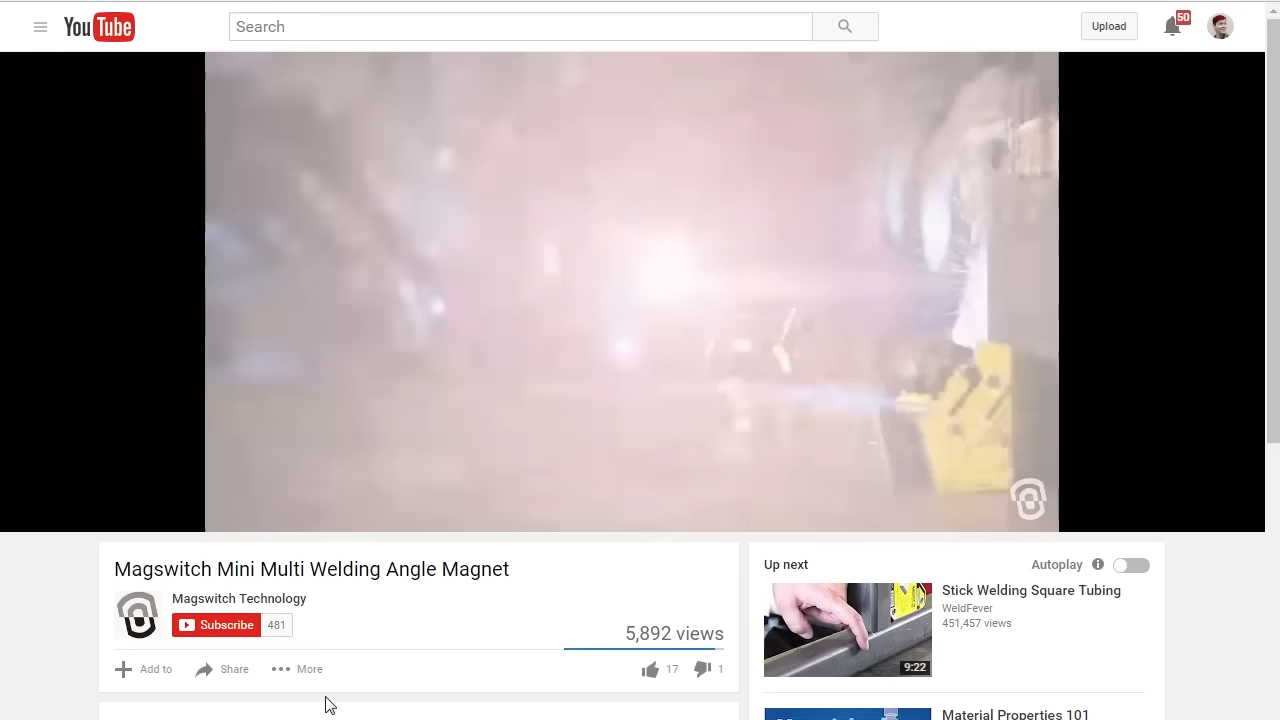 YouTube
Search
Upload
50
Magswitch Mini Multi Welding Angle Magnet
Magswitch Technology
Subscribe 481
5,892 views
Add to Share More 17 1
Up next Autoplay
Stick Welding Square Tubing
WeldFever
451,457 views
9:22
Material Properties 101